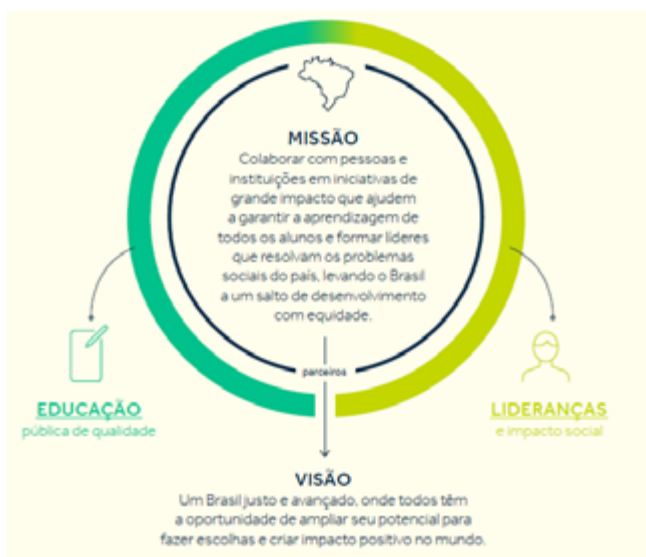 MISSÃO
Colaborar com pessoas e
instituições em iniciativas de
grande impacto que ajudem
a garantir a aprendizagem de
todos os alunos e formar líderes
que resolvam os problemas
sociais do país, levando o Brasil
a um salto de desenvolvimento
com equidade.
parceiros
EDUCAÇÃO
pública de qualidade
LIDERANÇAS
e impacto social
VISÃO
Um Brasil justo e avançado, onde todos têm
a oportunidade de ampliar seu potencial para
fazer escolhas e criar impacto positivo no mundo.